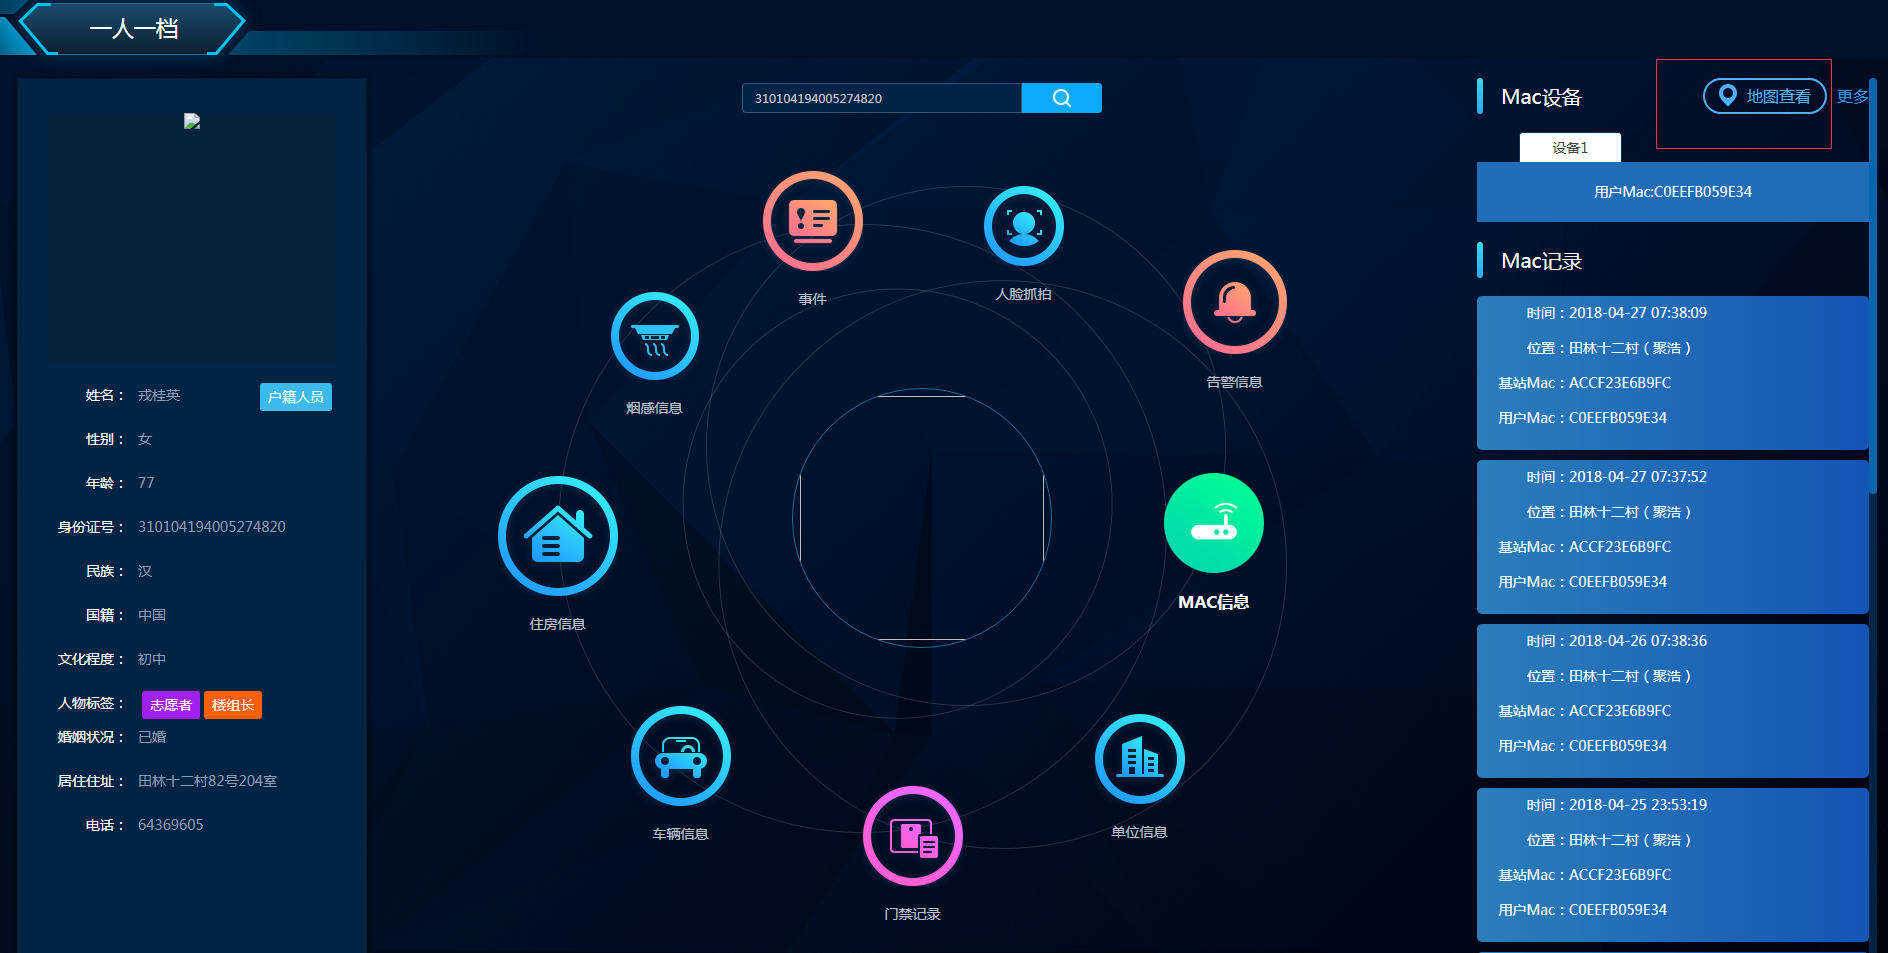 一人一档
310104194005274820
姓名： 戎桂英 户籍人员
性别： 女
年龄： 77
身份证号： 310104194005274820
民族： 汉
国籍： 中国
文化程度： 初中
人物标签： 志愿者 楼组长
婚姻状况： 已婚
居住住址： 田林十二村82号204室
电话： 64369605
事件
人脸抓拍
告警信息
烟感信息
MAC信息
住房信息
车辆信息
单位信息
门禁记录
Mac设备 地图查看 更多
设备1
用户Mac:C0EEFB059E34
Mac记录
时间：2018-04-27 07:38:09
位置：田林十二村（聚浩）
基站Mac：ACCF23E6B9FC
用户Mac：C0EEFB059E34
时间：2018-04-27 07:37:52
位置：田林十二村（聚浩）
基站Mac：ACCF23E6B9FC
用户Mac：C0EEFB059E34
时间：2018-04-26 07:38:36
位置：田林十二村（聚浩）
基站Mac：ACCF23E6B9FC
用户Mac：C0EEFB059E34
时间：2018-04-25 23:53:19
位置：田林十二村（聚浩）
基站Mac：ACCF23E6B9FC
用户Mac：C0EEFB059E34